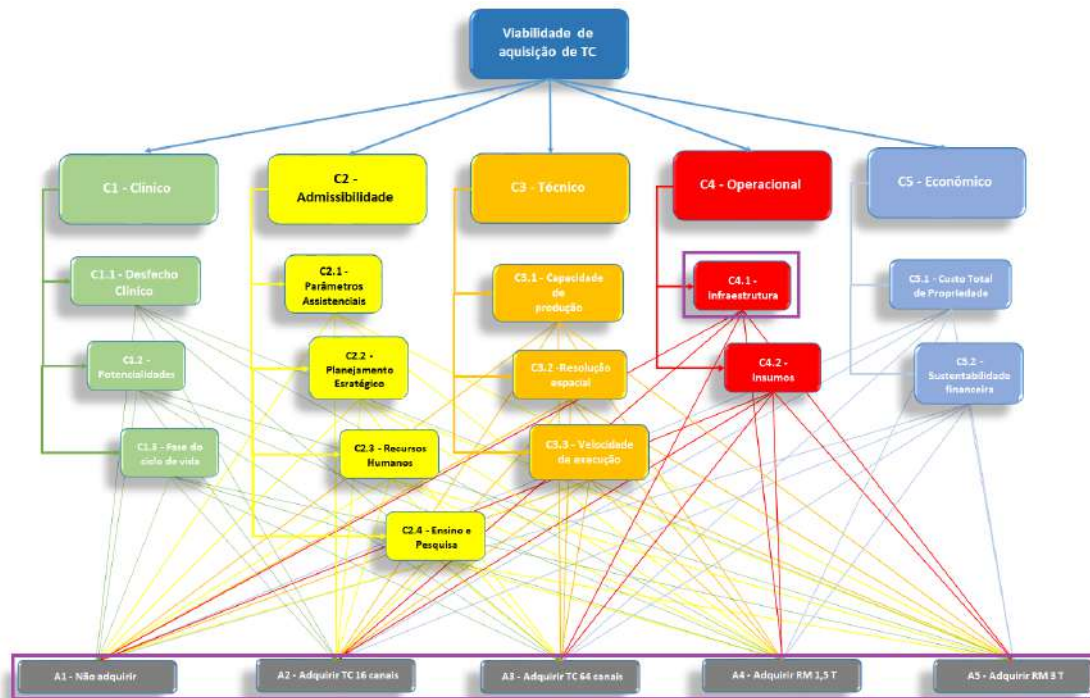 Viabilidade de
aquisição de TC
C1 - Clínico
C2 -
Admissibilidade
C3 - Técnico
C4 - Operacional
C5 - Econômico
C1.1 - Desfecho
Clínico
C2.1 -
Parâmetros
Assistenciais
C3.1 - Capacidade
de
produção
C4.1 -
Infraestrutura
C5.1 - Custo Total
de Propriedade
C1.2 -
Potencialidades
C2.2 -
Planejamento
Esratégico
C3.2 -Resolução
espacial
C4.2 -
Insumos
C5.2 -
Sustentabilidade
financeira
C1.3 - Fase do
ciclo de vida
C2.3 - Recursos
Humanos
C3.3 - Velocidade
de execução
C2.4 - Ensino e
Pesquisa
A1 - Não adquirir
A2 - Adquirir TC 16 canais
A3 - Adquirir TC 64 canais
A4 - Adquirir RM 1,5 T
A5 - Adquirir RM 3 T